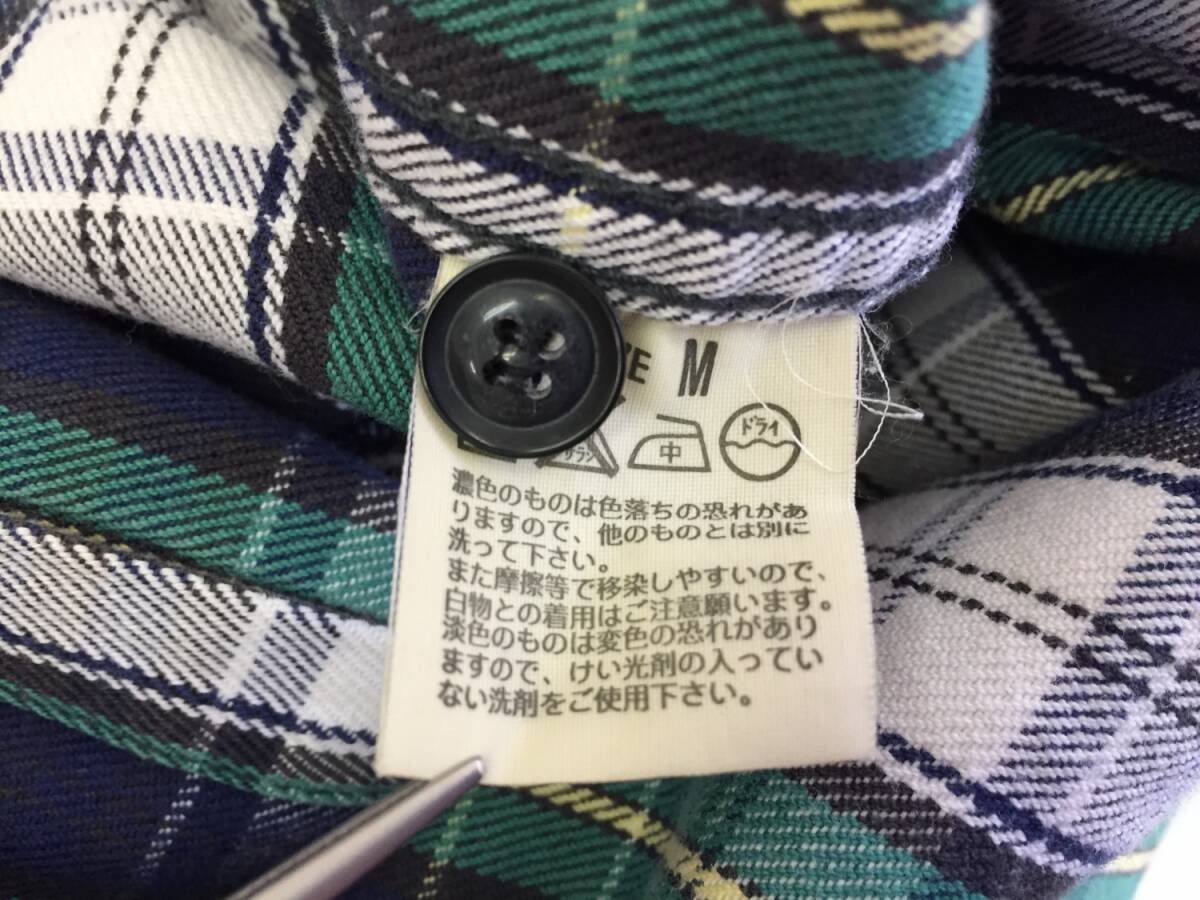 M
中 ドライ
濃色のものは色落ちの恐れがあ
りますので、他のものとは別に
洗って下さい。
また摩擦等で移染しやすいので、
白物との着用はご注意願います。
淡色のものは変色の恐れがあり
ますので、けい光剤の入ってい
ない洗剤をご使用下さい。